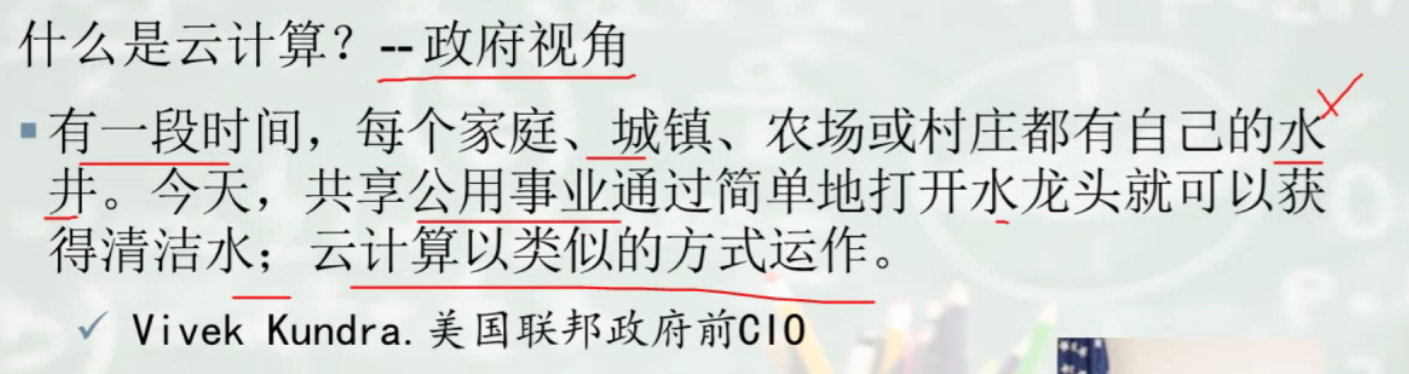 什么是云计算？--政府视角
有一段时间，每个家庭、城镇、农场或村庄都有自己的水
井。今天，共享公用事业通过简单地打开水龙头就可以获
得清洁水；云计算以类似的方式运作。
Vivek Kundra.美国联邦政府前CIO